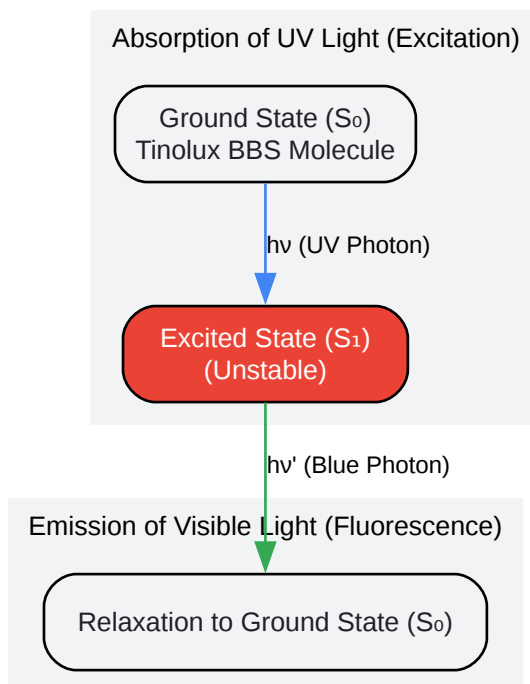 Absorption of UV Light (Excitation)
Ground State (S₀)
Tinolux BBS Molecule
hν (UV Photon)
Excited State (S₁)
(Unstable)
hν' (Blue Photon)
Emission of Visible Light (Fluorescence)
Relaxation to Ground State (S₀)